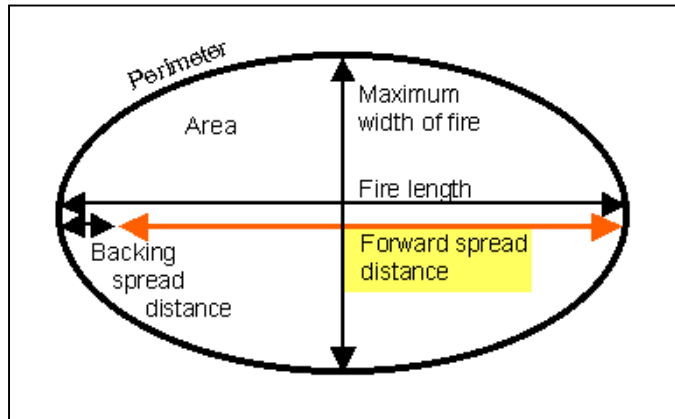 Perimeter
Area
Maximum
width of fire
Fire length
Backing
spread
distance
Forward spread
distance